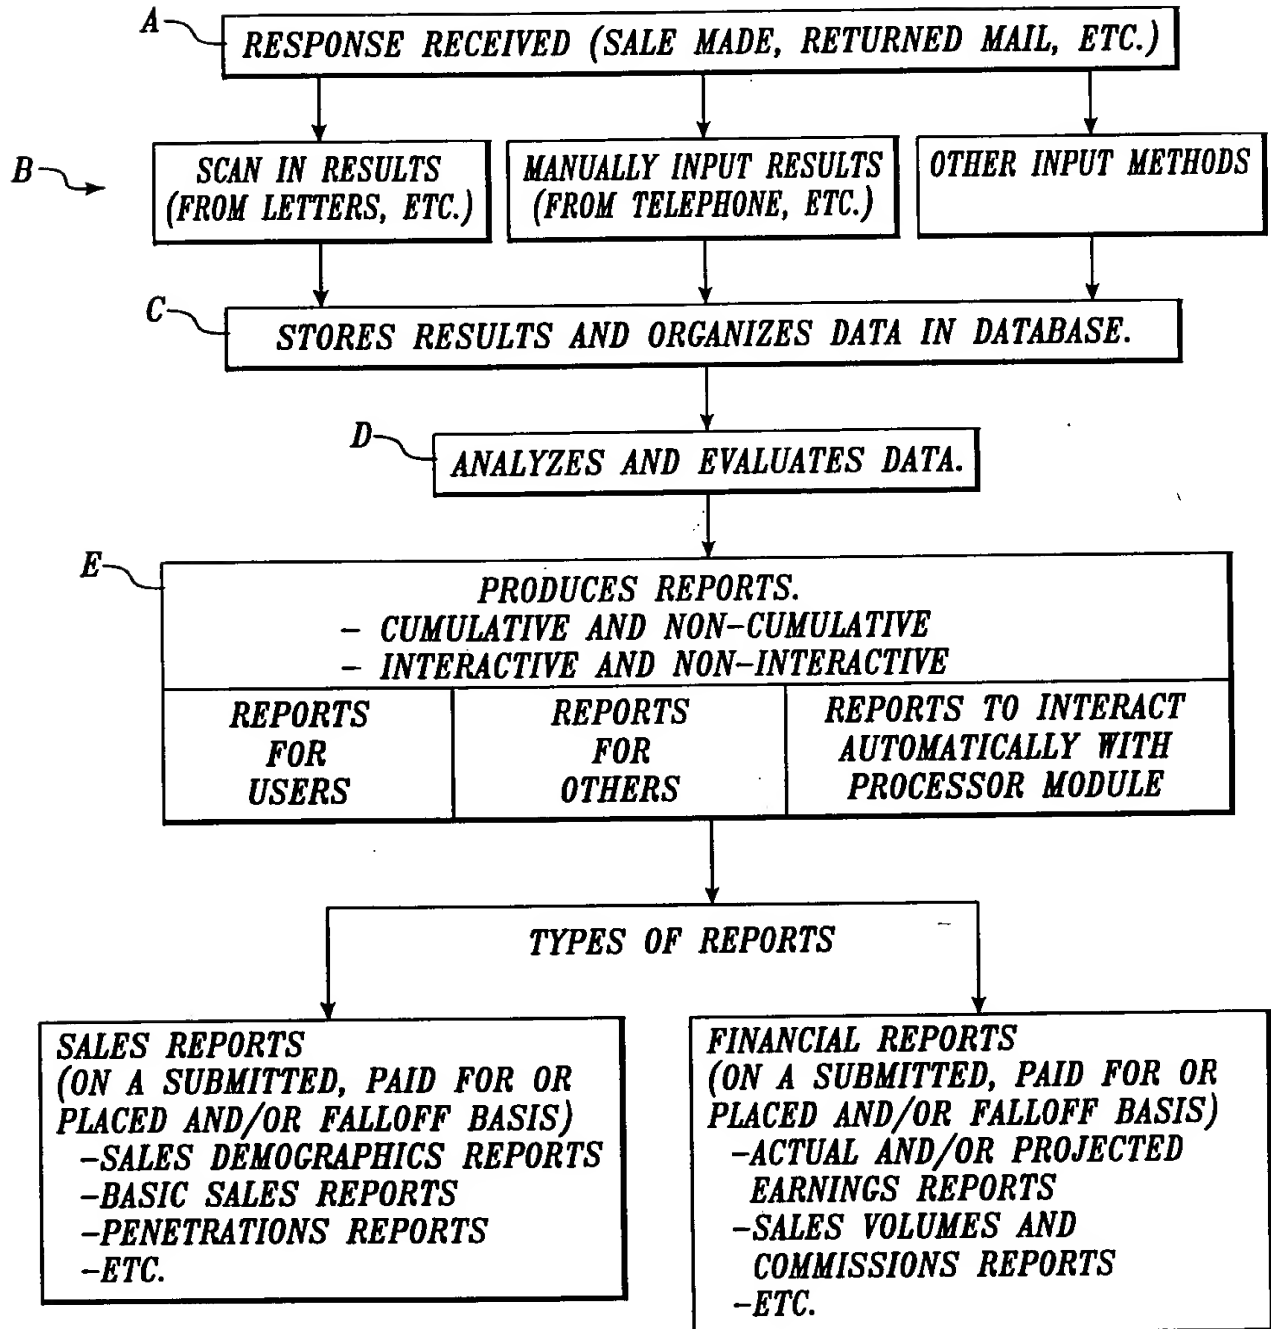 A
RESPONSE RECEIVED (SALE MADE, RETURNED MAIL, ETC.)
B
SCAN IN RESULTS
(FROM LETTERS, ETC.)
MANUALLY INPUT RESULTS
(FROM TELEPHONE, ETC.)
OTHER INPUT METHODS
C
STORES RESULTS AND ORGANIZES DATA IN DATABASE.
D
ANALYZES AND EVALUATES DATA.
E
PRODUCES REPORTS.
- CUMULATIVE AND NON-CUMULATIVE
- INTERACTIVE AND NON-INTERACTIVE
REPORTS
FOR
USERS
REPORTS
FOR
OTHERS
REPORTS TO INTERACT
AUTOMATICALLY WITH
PROCESSOR MODULE
TYPES OF REPORTS
SALES REPORTS
(ON A SUBMITTED, PAID FOR OR
PLACED AND/OR FALLOFF BASIS)
-SALES DEMOGRAPHICS REPORTS
-BASIC SALES REPORTS
-PENETRATIONS REPORTS
-ETC.
FINANCIAL REPORTS
(ON A SUBMITTED, PAID FOR OR
PLACED AND/OR FALLOFF BASIS)
-ACTUAL AND/OR PROJECTED
EARNINGS REPORTS
-SALES VOLUMES AND
COMMISSIONS REPORTS
-ETC.